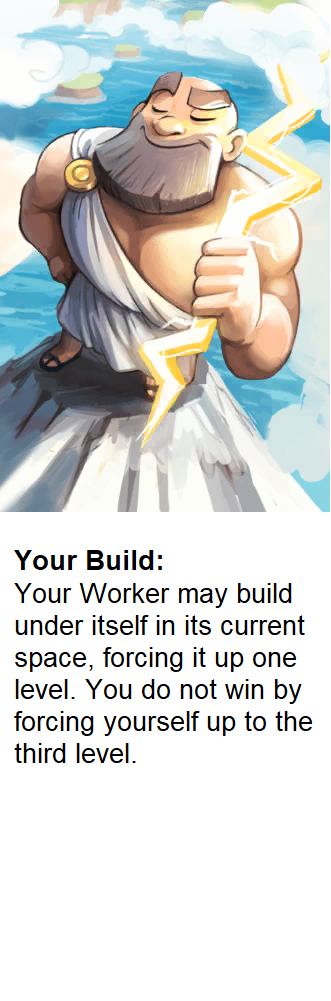 Your Build:
Your Worker may build
under itself in its current
space, forcing it up one
level. You do not win by
forcing yourself up to the
third level.